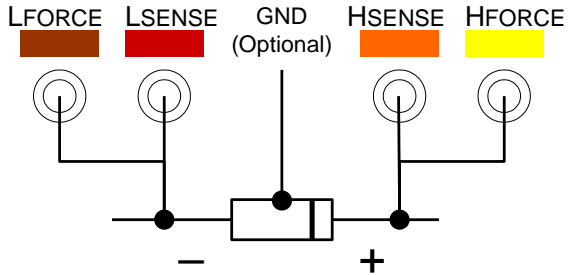 LFORCE LSENSE GND HSENSE HFORCE
(Optional)
– +